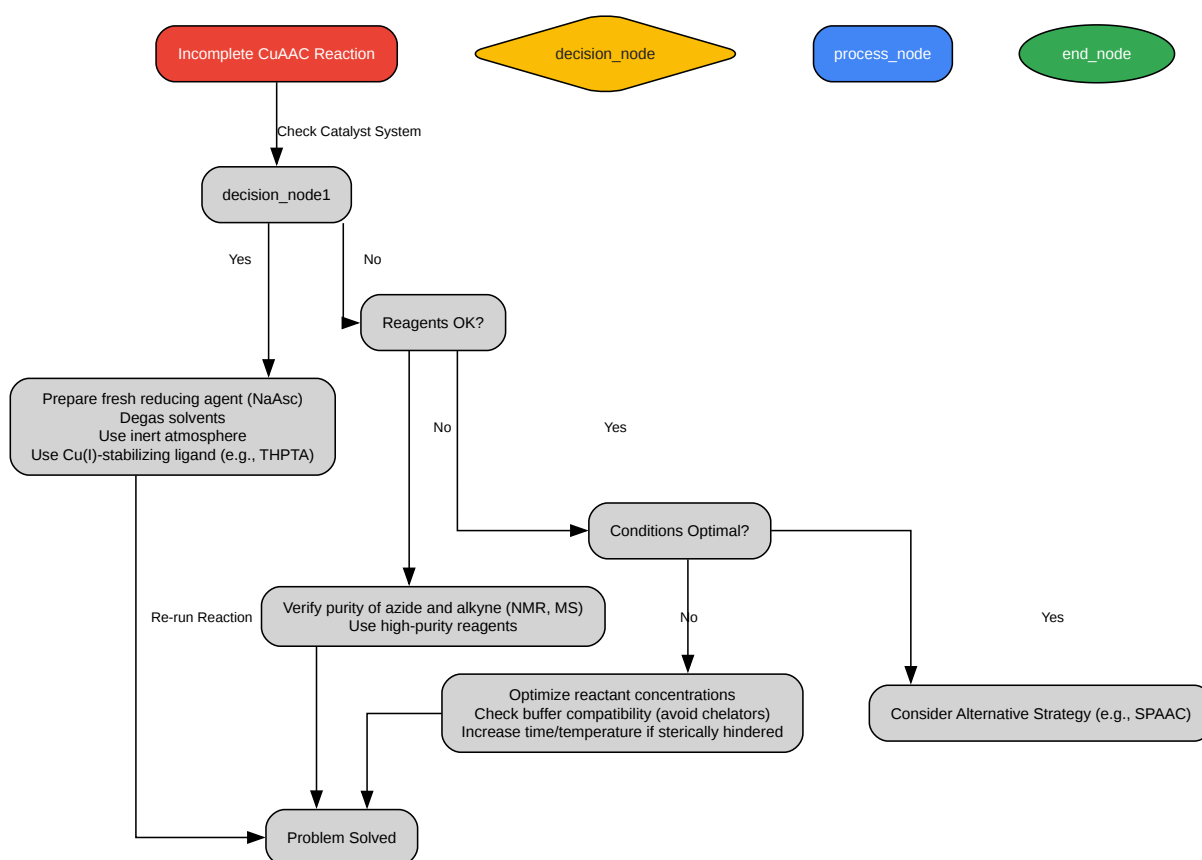 Incomplete CuAAC Reaction
decision_node
process_node
end_node
Check Catalyst System
decision_node1
Yes
No
Reagents OK?
Prepare fresh reducing agent (NaAsc)
Degas solvents
Use inert atmosphere
Use Cu(I)-stabilizing ligand (e.g., THPTA)
No
Yes
Conditions Optimal?
Re-run Reaction
Verify purity of azide and alkyne (NMR, MS)
Use high-purity reagents
No
Yes
Optimize reactant concentrations
Check buffer compatibility (avoid chelators)
Increase time/temperature if sterically hindered
Consider Alternative Strategy (e.g., SPAAC)
Problem Solved